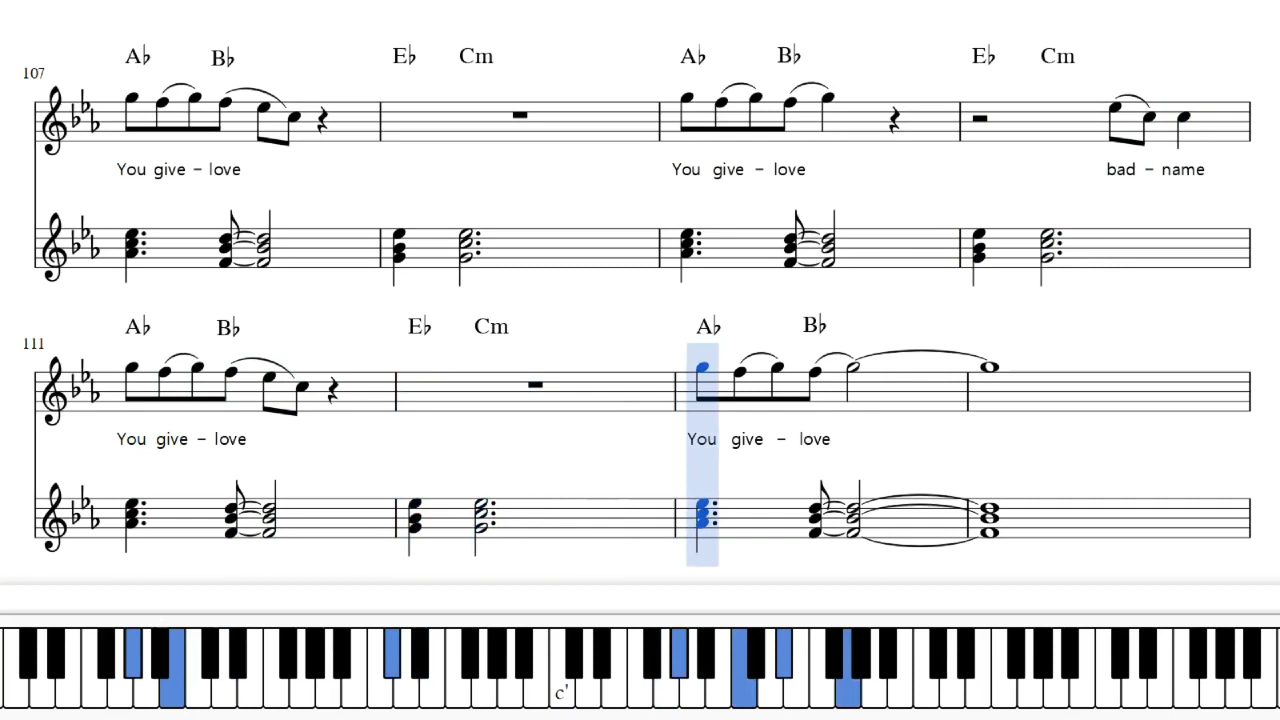 A♭ B♭ E♭ Cm A♭ B♭ E♭ Cm
107
You give – love You give – love bad – name
A♭ B♭ E♭ Cm A♭ B♭
111
You give – love You give – love
c'